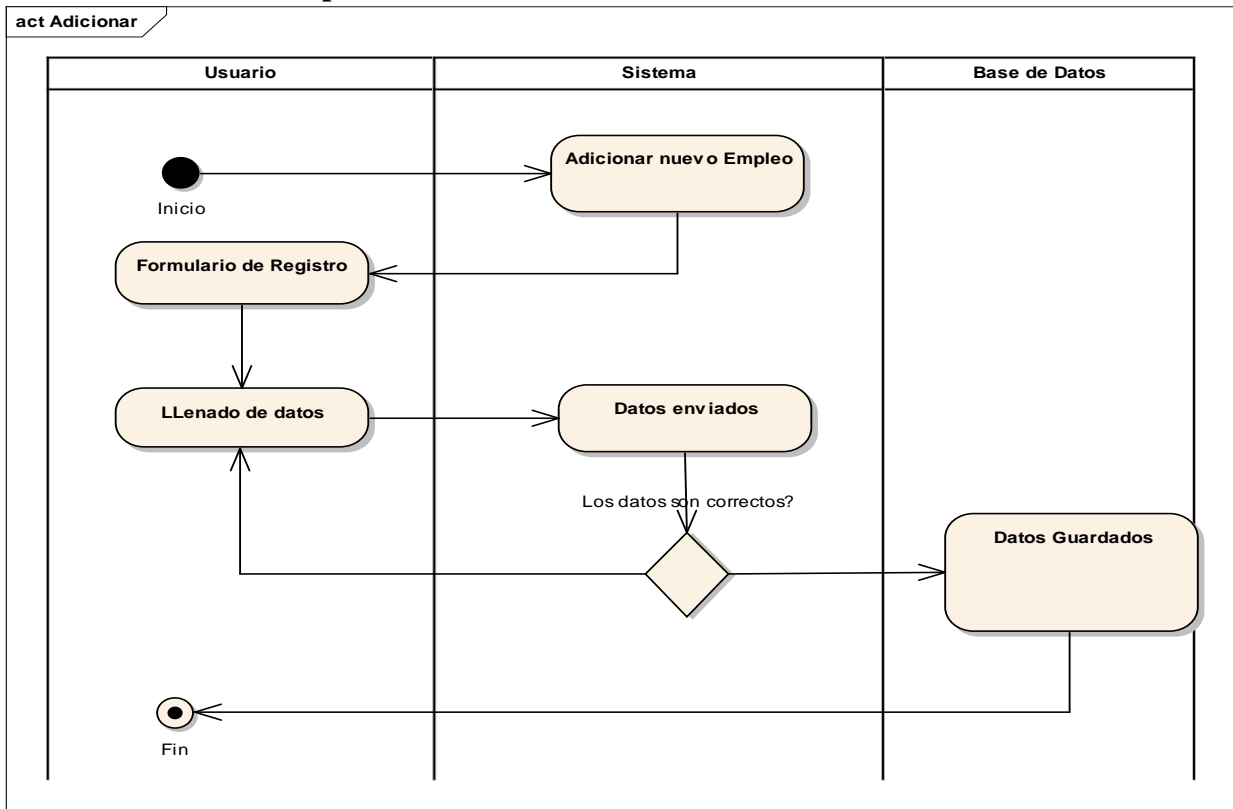 act Adicionar
Usuario
Sistema
Base de Datos
Adicionar nuevo Empleo
Inicio
Formulario de Registro
LLenado de datos
Datos enviados
Los datos son correctos?
Datos Guardados
Fin